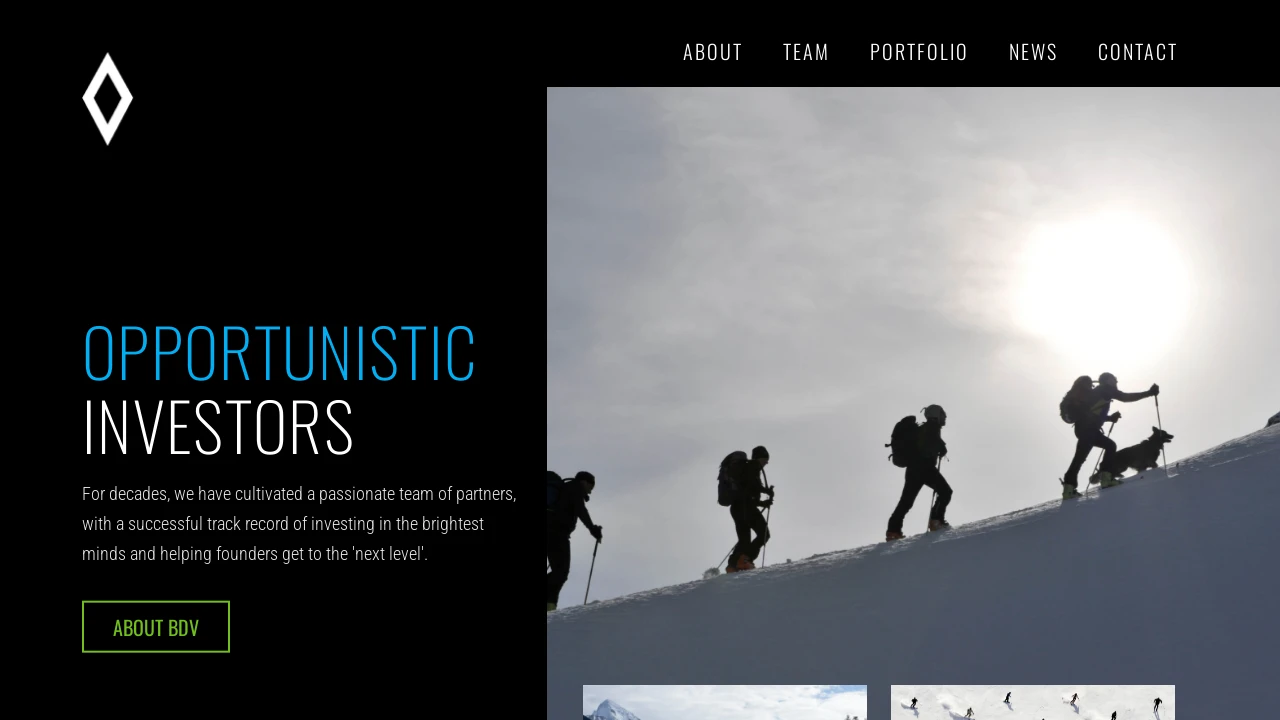 ABOUT
TEAM
PORTFOLIO
NEWS
CONTACT
OPPORTUNISTIC
INVESTORS
For decades, we have cultivated a passionate team of partners,
with a successful track record of investing in the brightest
minds and helping founders get to the 'next level'.
ABOUT BDV